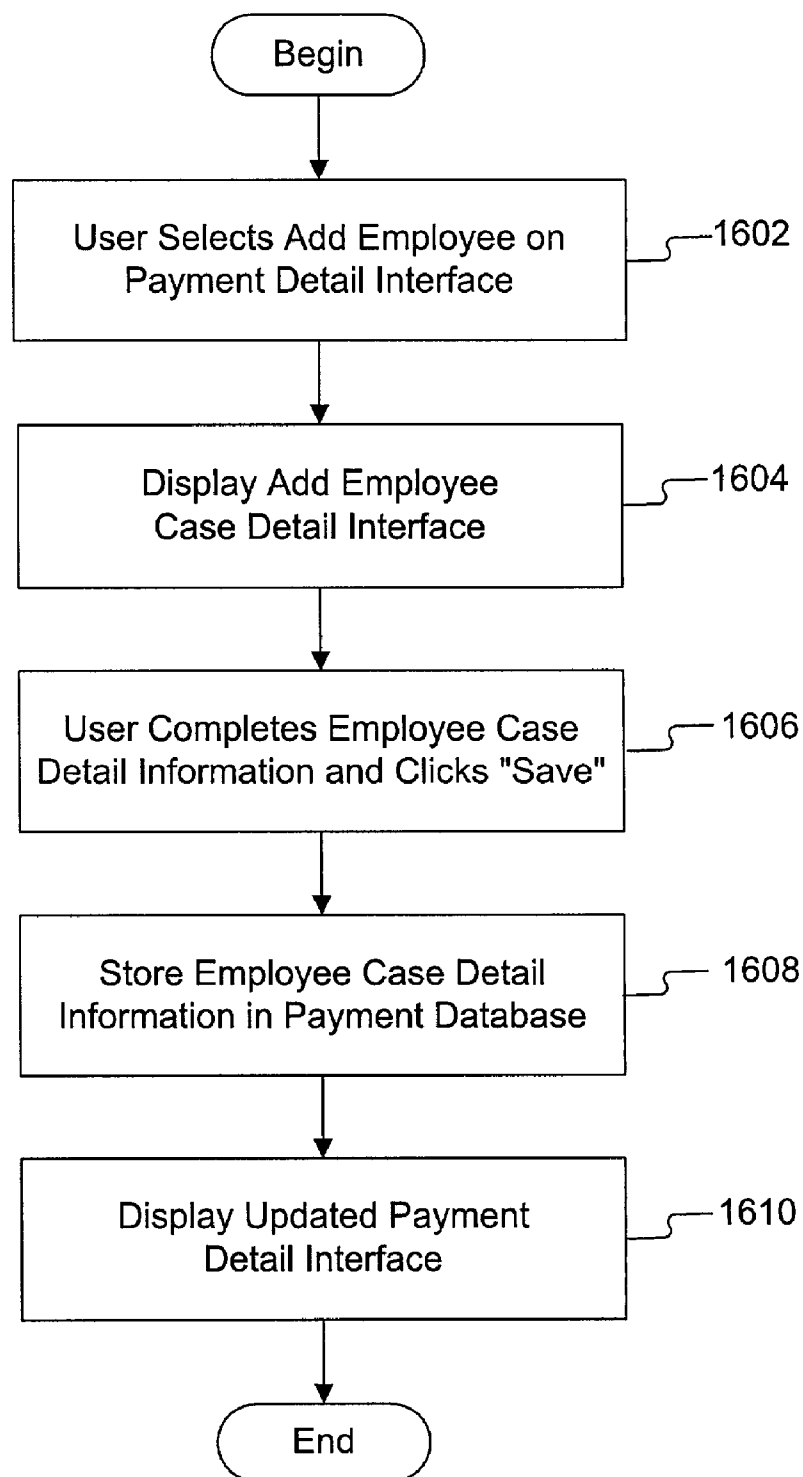 Begin
User Selects Add Employee on
Payment Detail Interface
1602
Display Add Employee
Case Detail Interface
1604
User Completes Employee Case
Detail Information and Clicks "Save"
1606
Store Employee Case Detail
Information in Payment Database
1608
Display Updated Payment
Detail Interface
1610
End